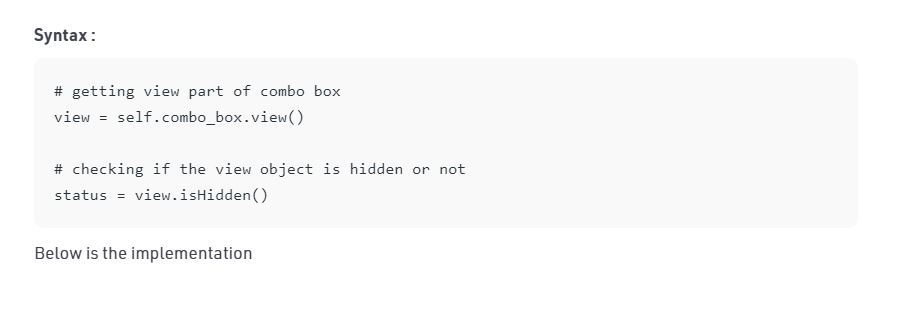 Syntax :
# getting view part of combo box
view = self.combo_box.view()
# checking if the view object is hidden or not
status = view.isHidden()
Below is the implementation